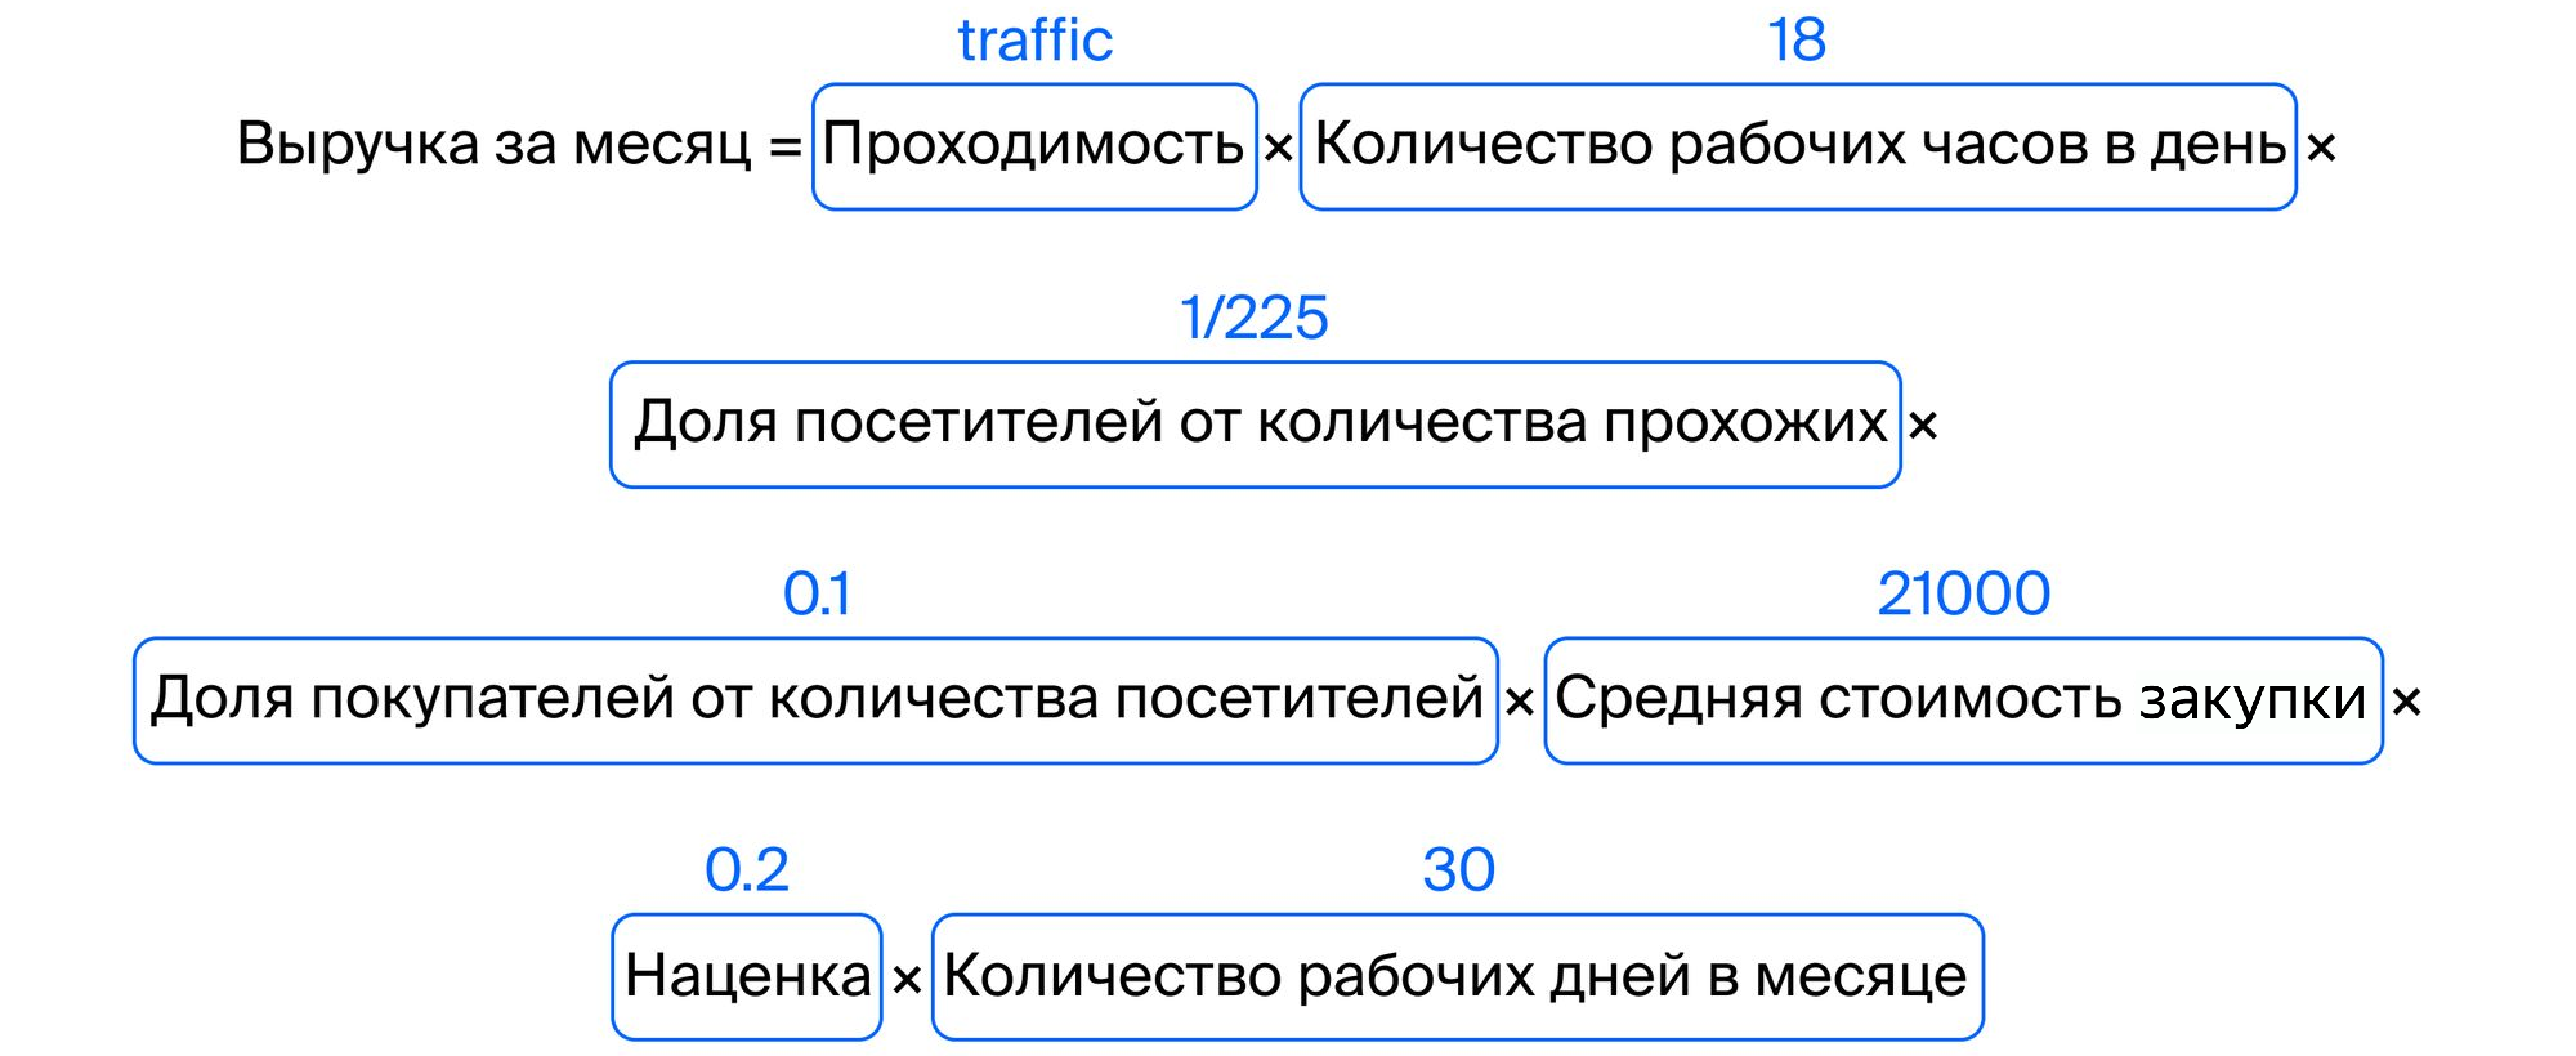 traffic 18
Выручка за месяц = Проходимость × Количество рабочих часов в день ×
1/225
Доля посетителей от количества прохожих ×
0.1 21000
Доля покупателей от количества посетителей × Средняя стоимость закупки ×
0.2 30
Наценка × Количество рабочих дней в месяце